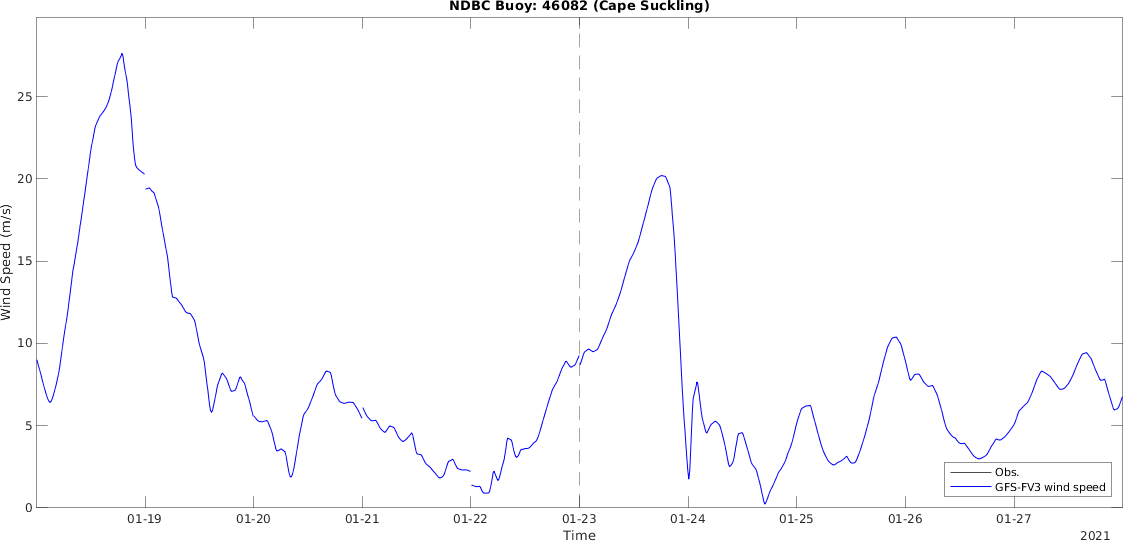 NDBC Buoy: 46082 (Cape Suckling)
Wind Speed (m/s)
25
20
15
10
5
0
01-19 01-20 01-21 01-22 01-23 01-24 01-25 01-26 01-27
Time
2021
Obs.
GFS-FV3 wind speed